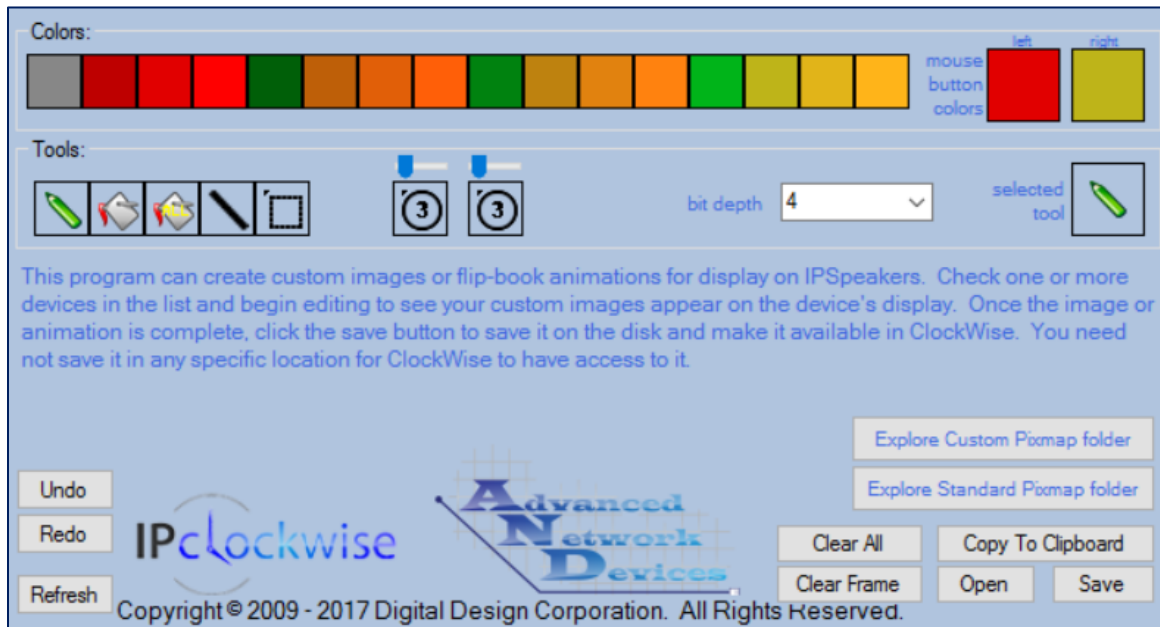 Colors:
left right
mouse
button
colors
Tools:
3 3
bit depth 4
selected
tool
ALL
This program can create custom images or flip-book animations for display on IPSpeakers. Check one or more
devices in the list and begin editing to see your custom images appear on the device's display. Once the image or
animation is complete, click the save button to save it on the disk and make it available in ClockWise. You need
not save it in any specific location for ClockWise to have access to it.
Explore Custom Pixmap folder
Explore Standard Pixmap folder
Undo
Redo
Refresh
IPclockwise
Advanced
Network
Devices
Clear All Copy To Clipboard
Clear Frame Open Save
Copyright © 2009 - 2017 Digital Design Corporation. All Rights Reserved.